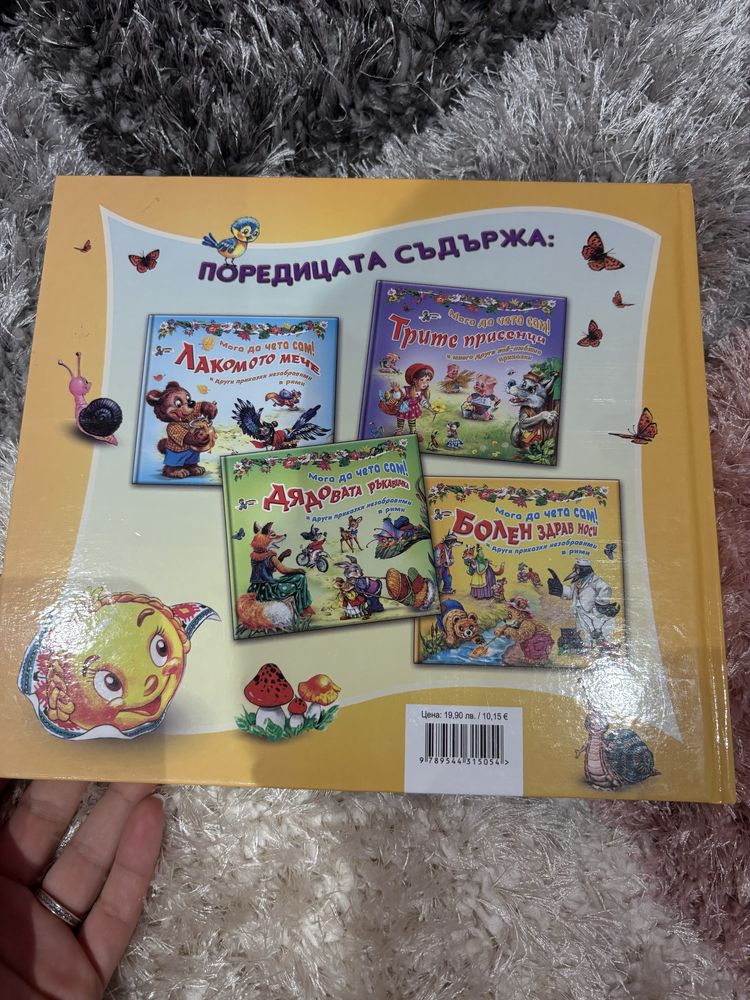 ПОРЕДИЦАТА СЪДЪРЖА:
Мога да чета сам!
ЛАКОМОТО МЕЧЕ
и други приказки незабравими
в рими
Мога да чета сам!
Трите прасенца
и много други най-любими
приказки
Мога да чета сам!
ДЯДОВАТА РЪКАВИЧКА
и други приказки незабравими
в рими
Мога да чета сам!
БОЛЕН ЗДРАВ НОСИ
и други приказки незабравими
в рими
Цена: 19,90 лв. / 10,15 €
9 789544 315054 >